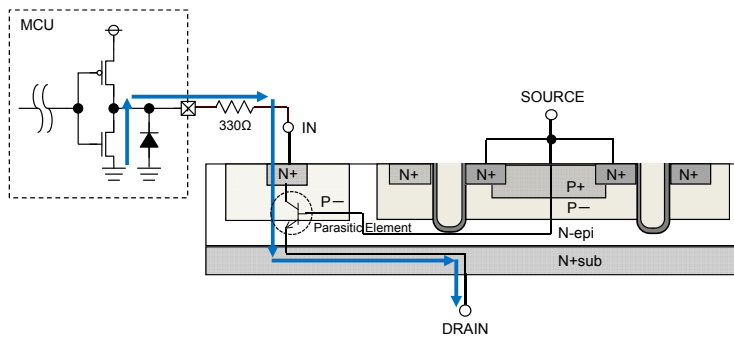 MCU
330Ω
IN
SOURCE
N+
N+
N+
N+
N+
P+
P−
P−
Parasitic Element
N-epi
N+sub
DRAIN